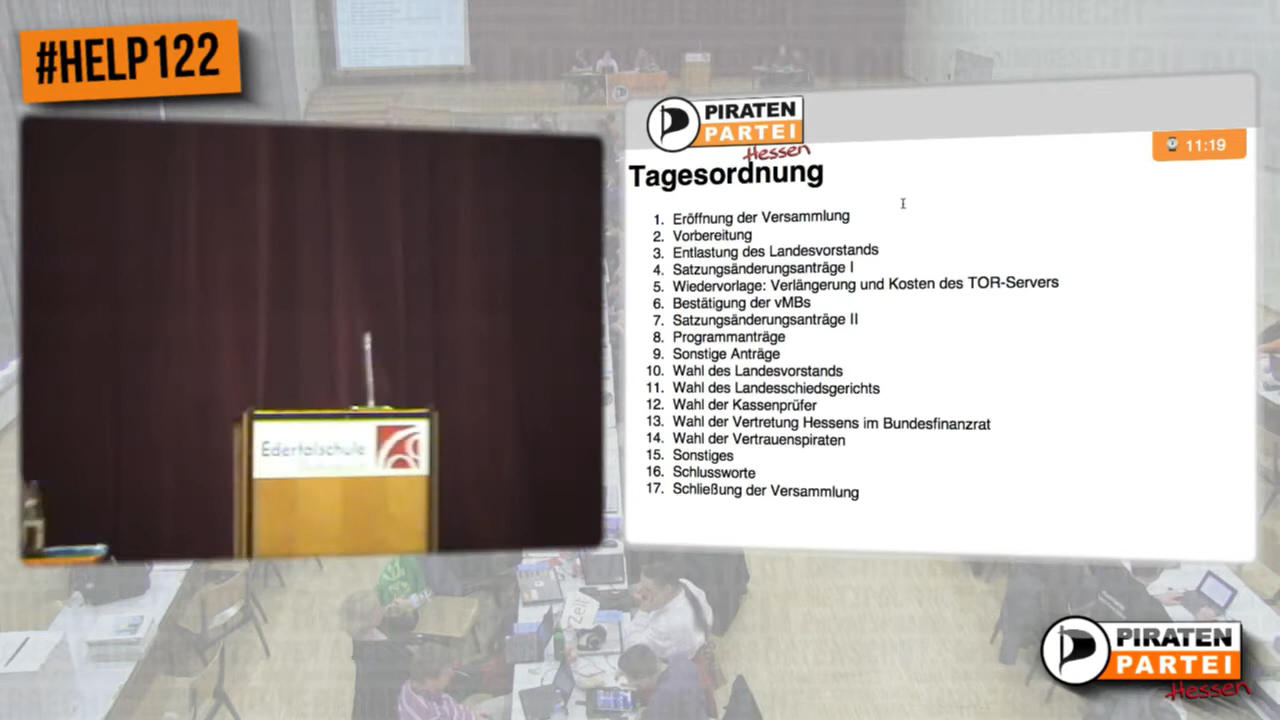 #HELP122
PIRATEN
PARTEI
Hessen
11:19
Tagesordnung
1. Eröffnung der Versammlung
2. Vorbereitung
3. Entlastung des Landesvorstands
4. Satzungsänderungsanträge I
5. Wiedervorlage: Verlängerung und Kosten des TOR-Servers
6. Bestätigung der vMBs
7. Satzungsänderungsanträge II
8. Programmanträge
9. Sonstige Anträge
10. Wahl des Landesvorstands
11. Wahl des Landesschiedsgerichts
12. Wahl der Kassenprüfer
13. Wahl der Vertretung Hessens im Bundesfinanzrat
14. Wahl der Vertrauenspiraten
15. Sonstiges
16. Schlussworte
17. Schließung der Versammlung
Edertalschule
PIRATEN
PARTEI
Hessen